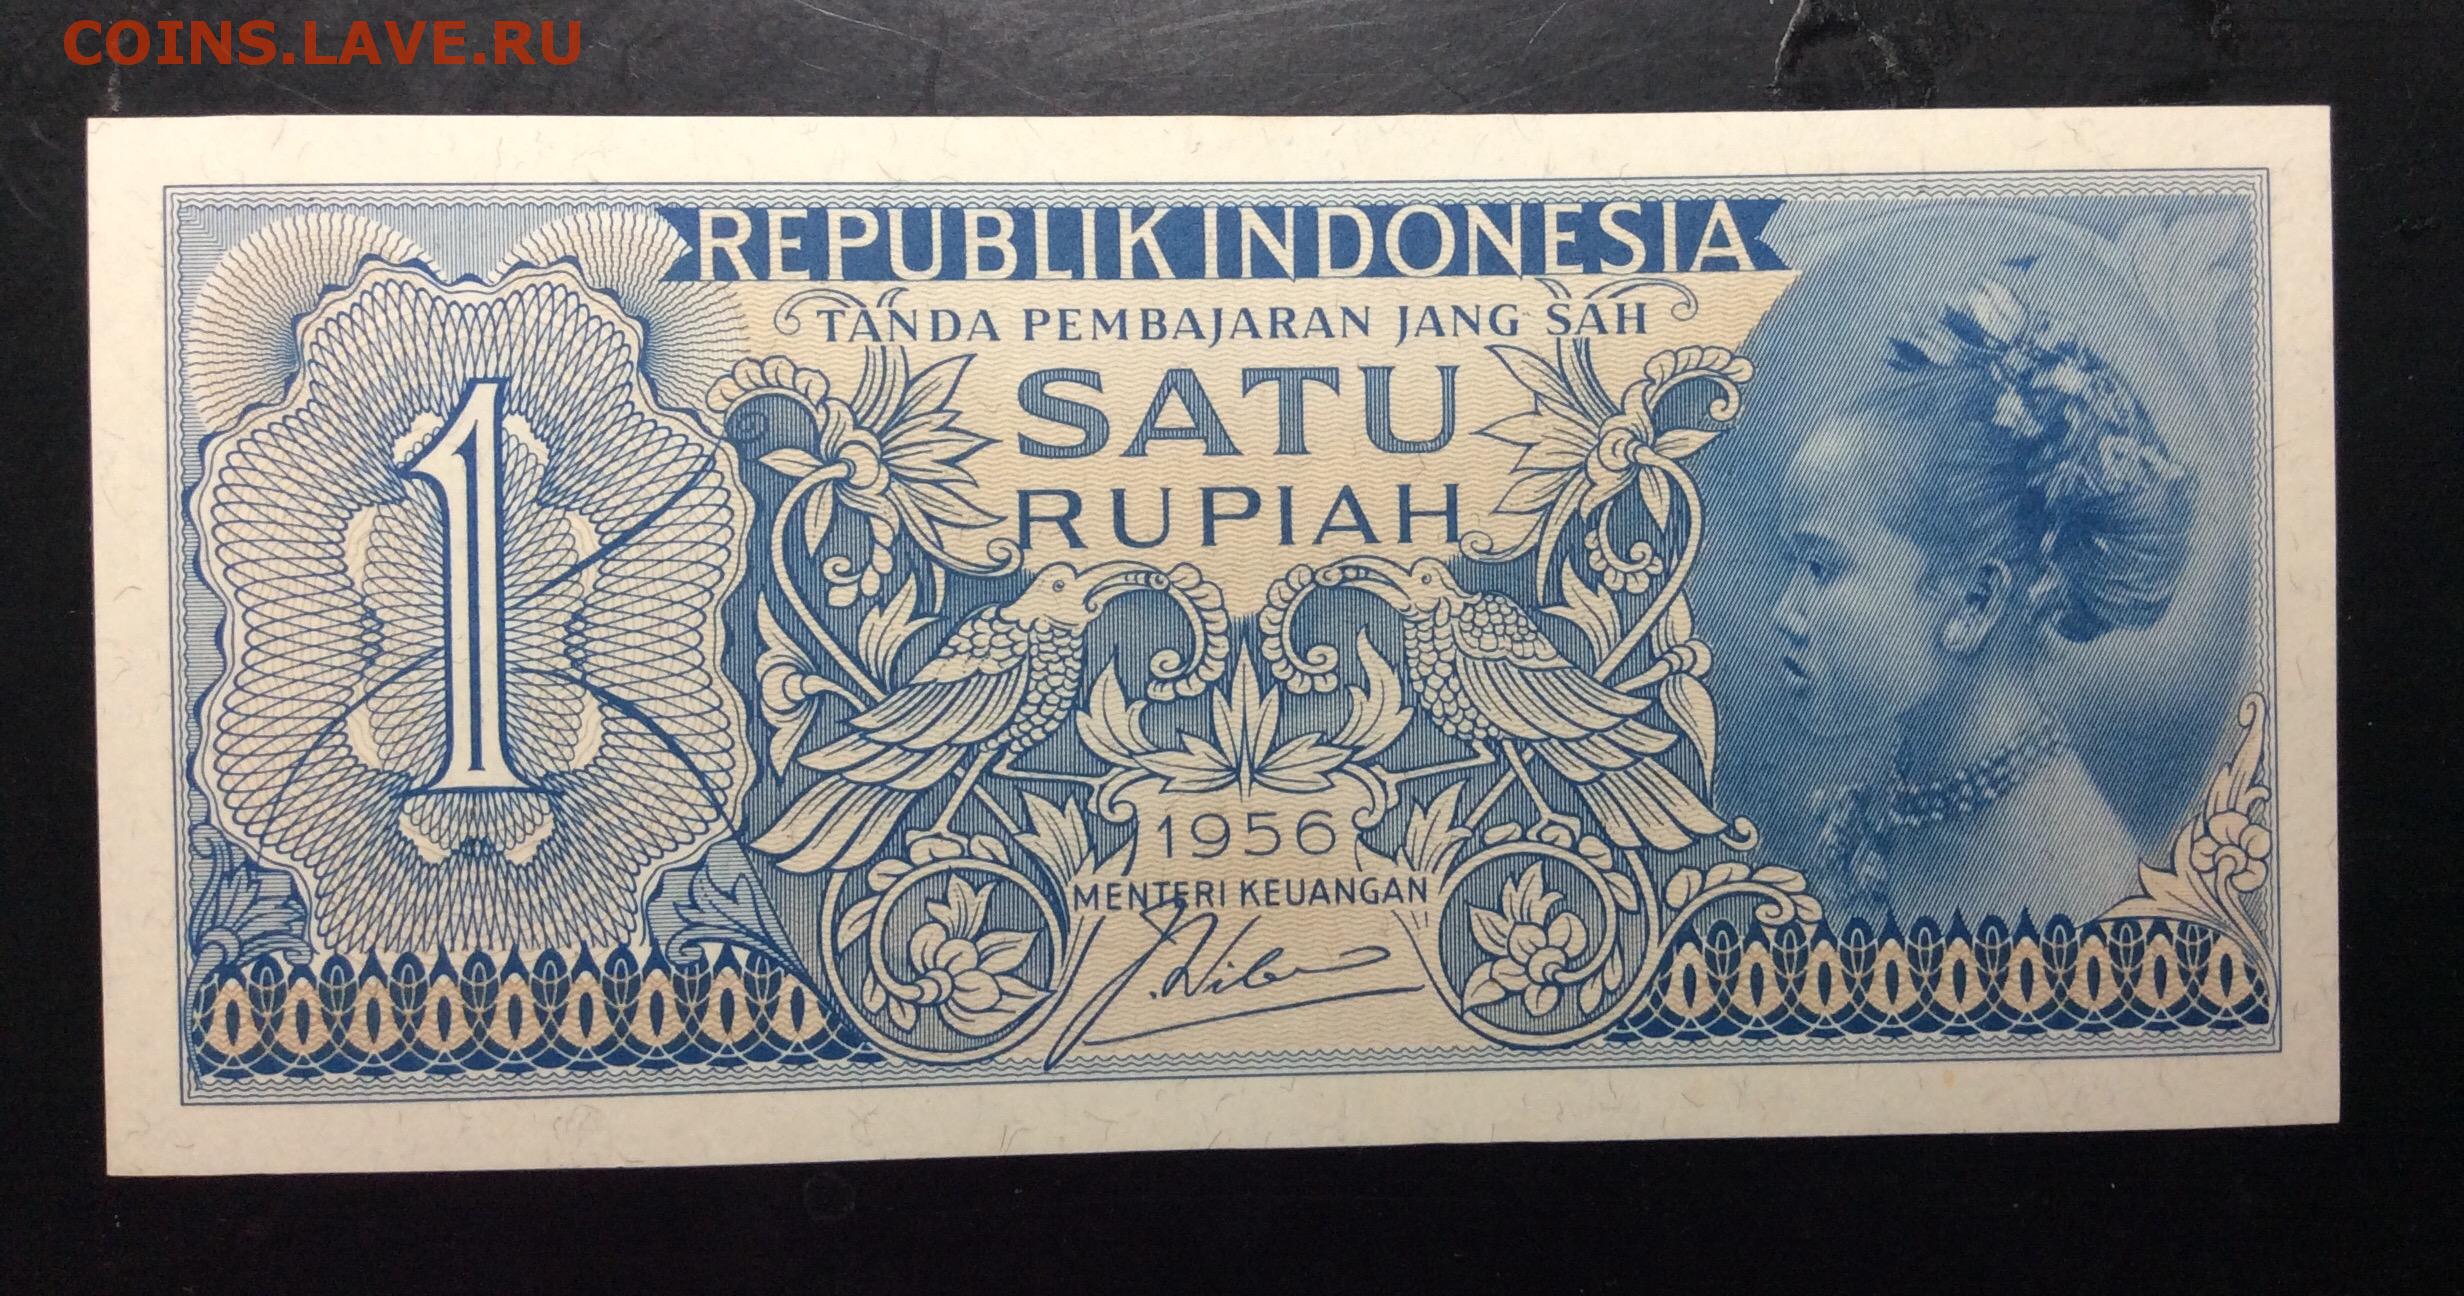 COINS.LAVE.RU
REPUBLIK INDONESIA
TANDA PEMBAJARAN JANG SAH
1
SATU
RUPIAH
1956
MENTERI KEUANGAN